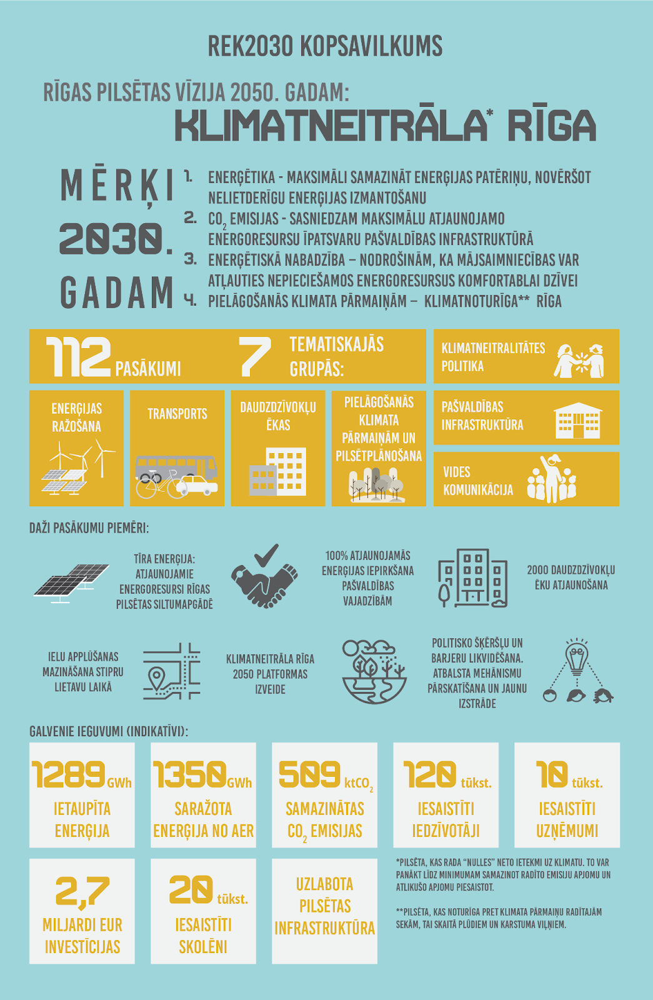 REK2030 KOPSAVILKUMS
RĪGAS PILSĒTAS VĪZIJA 2050. GADAM:
KLIMATNEITRĀLA* RĪGA
MĒRĶI
2030.
GADAM
1. ENERĢĒTIKA - MAKSIMĀLI SAMAZINĀT ENERĢIJAS PATĒRIŅU, NOVĒRŠOT
NELIETDERĪGU ENERĢIJAS IZMANTOŠANU
2. CO₂ EMISIJAS - SASNIEDZAM MAKSIMĀLU ATJAUNOJAMO
ENERGORESURSU ĪPATSVARU PAŠVALDĪBAS INFRASTRUKTŪRĀ
3. ENERĢĒTISKĀ NABADZĪBA – NODROŠINĀM, KA MĀJSAIMNIECĪBAS VAR
ATĻAUTIES NEPIECIEŠAMOS ENERGORESURSUS KOMFORTABLAI DZĪVEI
4. PIELĀGOŠANĀS KLIMATA PĀRMAIŅĀM – KLIMATNOTURĪGA** RĪGA
112 PASĀKUMI
7 TEMATISKAJĀS
GRUPĀS:
KLIMATNEITRALITĀTES
POLITIKA
ENERĢIJAS
RAŽOŠANA
TRANSPORTS
DAUDZDZĪVOKĻU
ĒKAS
PIELĀGOŠANĀS
KLIMATA
PĀRMAIŅĀM UN
PILSĒTPLĀNOŠANA
PAŠVALDĪBAS
INFRASTRUKTŪRA
VIDES
KOMUNIKĀCIJA
DAŽI PASĀKUMU PIEMĒRI:
TĪRA ENERĢIJA:
ATJAUNOJAMIE
ENERGORESURSI RĪGAS
PILSĒTAS SILTUMAPGĀDĒ
100% ATJAUNOJAMĀS
ENERĢIJAS IEPIRKŠANA
PAŠVALDĪBAS
VAJADZĪBĀM
2000 DAUDZDZĪVOKĻU
ĒKU ATJAUNOŠANA
IELU APPLŪŠANAS
MAZINĀŠANA STIPRU
LIETAVU LAIKĀ
KLIMATNEITRĀLA RĪGA
2050 PLATFORMAS
IZVEIDE
POLITISKO ŠĶĒRŠĻU UN
BARJERU LIKVIDĒŠANA.
ATBALSTA MEHĀNISMU
PĀRSKATĪŠANA UN JAUNU
IZSTRĀDE
GALVENIE IEGUVUMI (INDIKATĪVI):
1289 GWh
IETAUPĪTA
ENERĢIJA
1350 GWh
SARAŽOTA
ENERĢIJA NO AER
509 ktCO₂
SAMAZINĀTAS
CO₂ EMISIJAS
120 tūkst.
IESAISTĪTI
IEDZĪVOTĀJI
10 tūkst.
IESAISTĪTI
UZŅĒMUMI
2,7
MILJARDI EUR
INVESTĪCIJAS
20 tūkst.
IESAISTĪTI
SKOLĒNI
UZLABOTA
PILSĒTAS
INFRASTRUKTŪRA
*PILSĒTA, KAS RADA “NULLES” NETO IETEKMI UZ KLIMATU. TO VAR
PANĀKT LĪDZ MINIMUMAM SAMAZINOT RADĪTO EMISIJU APJOMU UN
ATLIKUŠO APJOMU PIESAISTOT.
**PILSĒTA, KAS NOTURĪGA PRET KLIMATA PĀRMAIŅU RADĪTAJĀM
SEKĀM, TAI SKAITĀ PLŪDIEM UN KARSTUMA VIĻŅIEM.